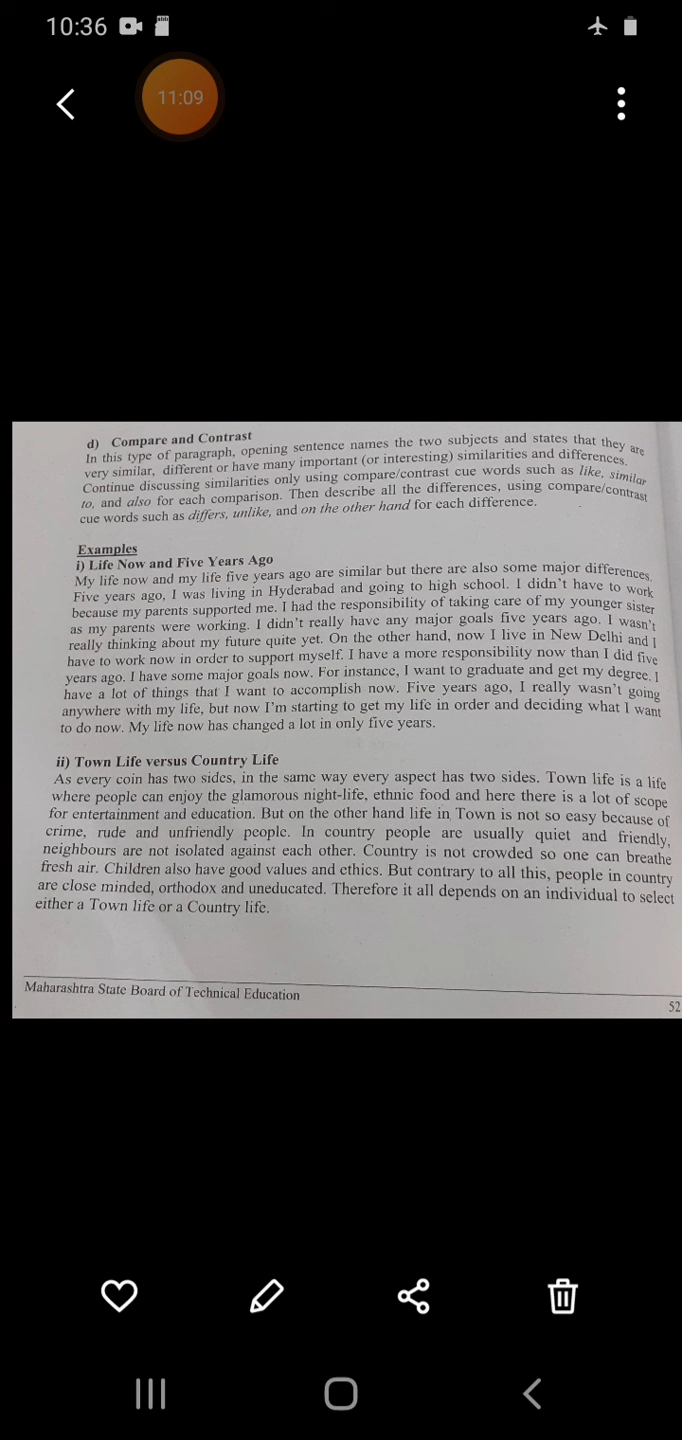 10:36
11:09
d) Compare and Contrast
In this type of paragraph, opening sentence names the two subjects and states that they are
very similar, different or have many important (or interesting) similarities and differences.
Continue discussing similarities only using compare/contrast cue words such as like, similar
to, and also for each comparison. Then describe all the differences, using compare/contrast
cue words such as differs, unlike, and on the other hand for each difference.
Examples
i) Life Now and Five Years Ago
My life now and my life five years ago are similar but there are also some major differences.
Five years ago, I was living in Hyderabad and going to high school. I didn't have to work
because my parents supported me. I had the responsibility of taking care of my younger sister
as my parents were working. I didn't really have any major goals five years ago. I wasn't
really thinking about my future quite yet. On the other hand, now I live in New Delhi and I
have to work now in order to support myself. I have a more responsibility now than I did five
years ago. I have some major goals now. For instance, I want to graduate and get my degree. I
have a lot of things that I want to accomplish now. Five years ago, I really wasn't going
anywhere with my life, but now I'm starting to get my life in order and deciding what I want
to do now. My life now has changed a lot in only five years.
ii) Town Life versus Country Life
As every coin has two sides, in the same way every aspect has two sides. Town life is a life
where people can enjoy the glamorous night-life, ethnic food and here there is a lot of scope
for entertainment and education. But on the other hand life in Town is not so easy because of
crime, rude and unfriendly people. In country people are usually quiet and friendly,
neighbours are not isolated against each other. Country is not crowded so one can breathe
fresh air. Children also have good values and ethics. But contrary to all this, people in country
are close minded, orthodox and uneducated. Therefore it all depends on an individual to select
either a Town life or a Country life.
Maharashtra State Board of Technical Education
52